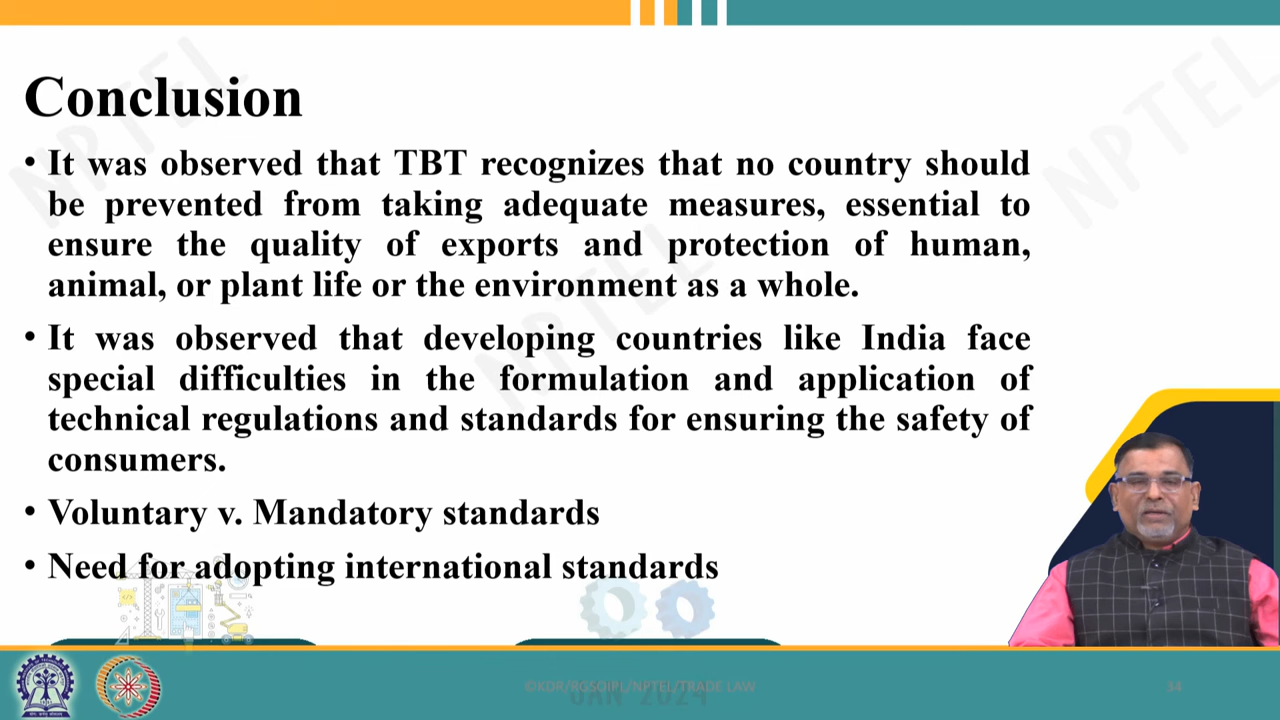 Conclusion
• It was observed that TBT recognizes that no country should
be prevented from taking adequate measures, essential to
ensure the quality of exports and protection of human,
animal, or plant life or the environment as a whole.
• It was observed that developing countries like India face
special difficulties in the formulation and application of
technical regulations and standards for ensuring the safety of
consumers.
• Voluntary v. Mandatory standards
• Need for adopting international standards
NPTEL
NPTEL
NPTEL
©KDR/RGSOIPL/NPTEL/TRADE LAW
JAN 2024
34